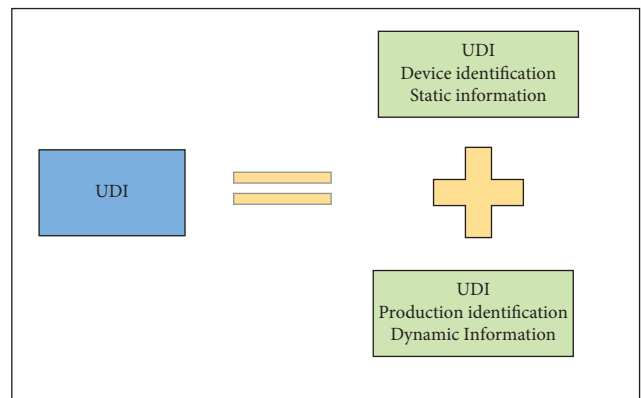 UDI
UDI
Device identification
Static information
UDI
Production identification
Dynamic Information